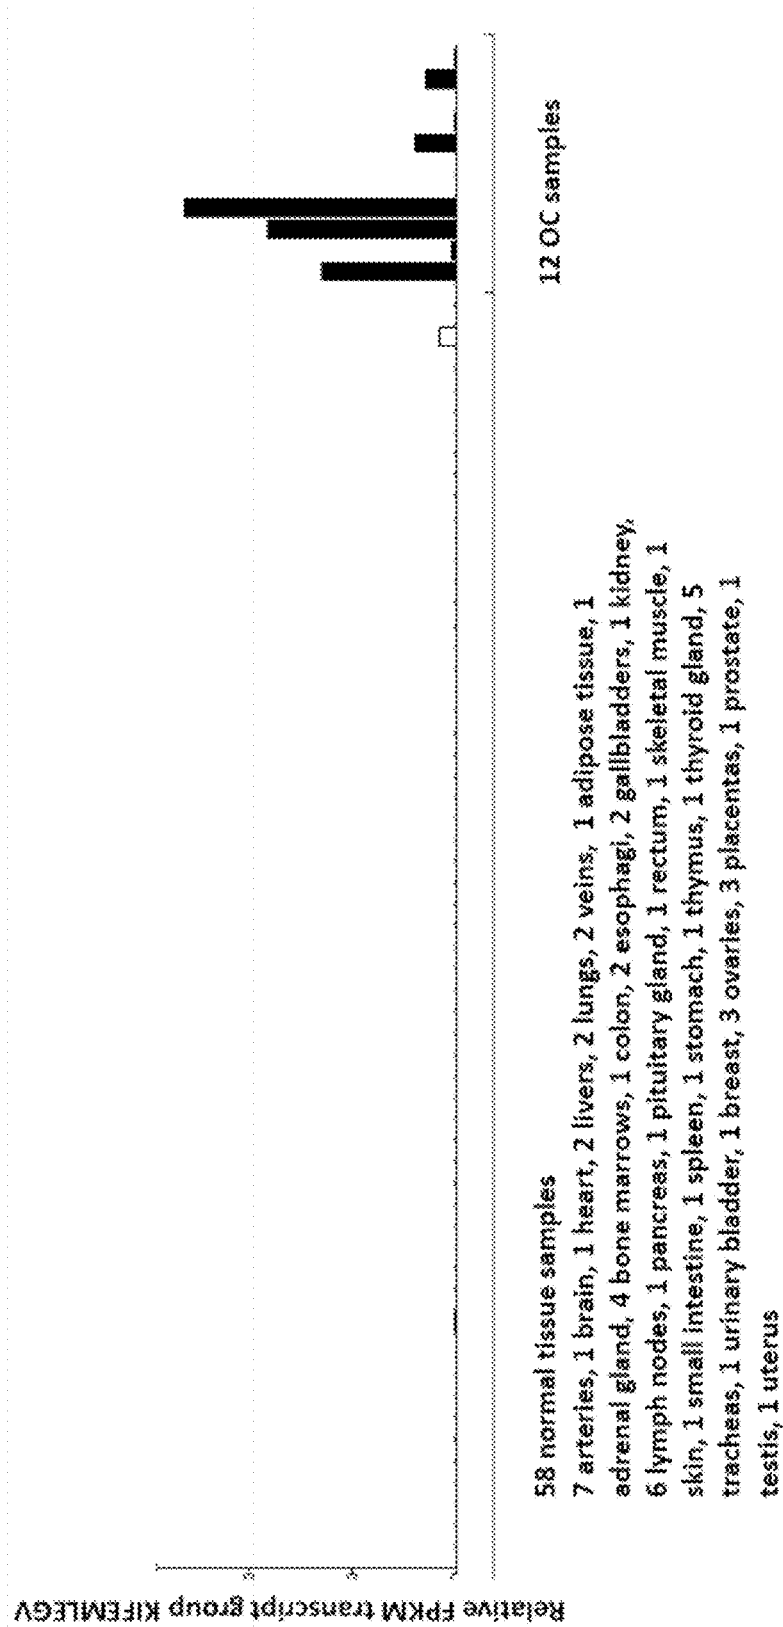 Relative FPKM transcript group KIFEMLEGV
58 normal tissue samples
7 arteries, 1 brain, 1 heart, 2 livers, 2 lungs, 2 veins, 1 adipose tissue, 1
adrenal gland, 4 bone marrows, 1 colon, 2 esophagi, 2 gallbladders, 1 kidney,
6 lymph nodes, 1 pancreas, 1 pituitary gland, 1 rectum, 1 skeletal muscle, 1
skin, 1 small intestine, 1 spleen, 1 stomach, 1 thymus, 1 thyroid gland, 5
tracheas, 1 urinary bladder, 1 breast, 3 ovaries, 3 placentas, 1 prostate, 1
testis, 1 uterus
12 OC samples